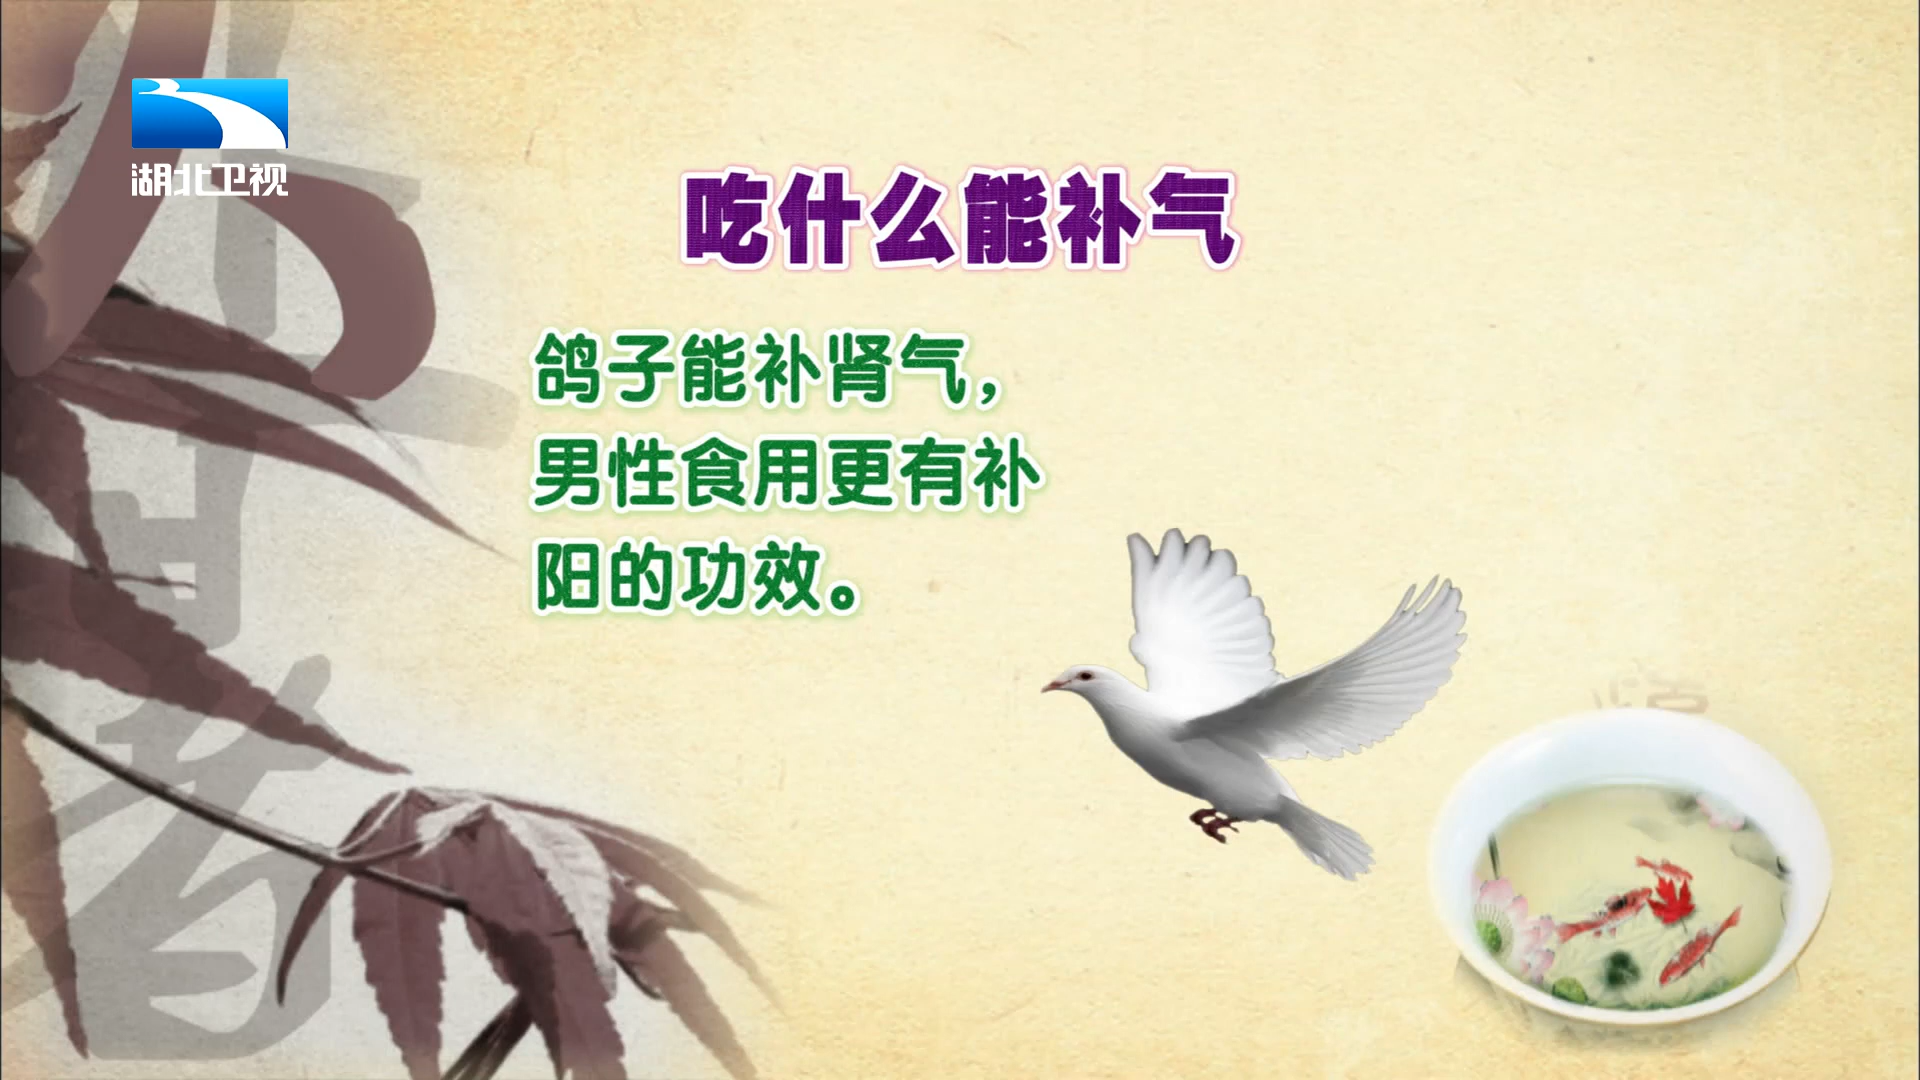 湖北卫视
吃什么能补气
鸽子能补肾气，
男性食用更有补
阳的功效。